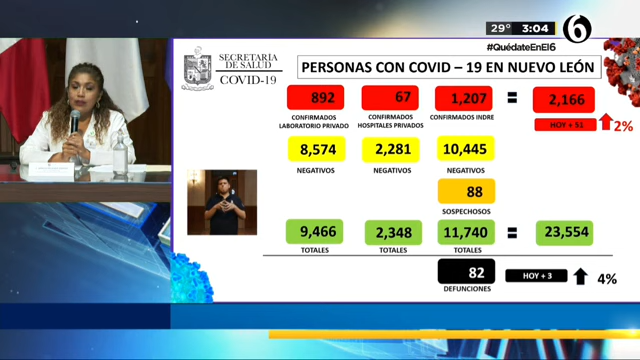 29° 3:04 6
#QuédateEnEl6
SECRETARÍA
DE SALUD
COVID-19
PERSONAS CON COVID – 19 EN NUEVO LEÓN
892 67 1,207 = 2,166
CONFIRMADOS LABORATORIO PRIVADO
CONFIRMADOS HOSPITALES PRIVADOS
CONFIRMADOS INDRE
HOY + 51 2%
8,574 2,281 10,445
NEGATIVOS NEGATIVOS NEGATIVOS
88
SOSPECHOSOS
9,466 2,348 11,740 = 23,554
TOTALES TOTALES TOTALES
82 HOY + 3 4%
DEFUNCIONES